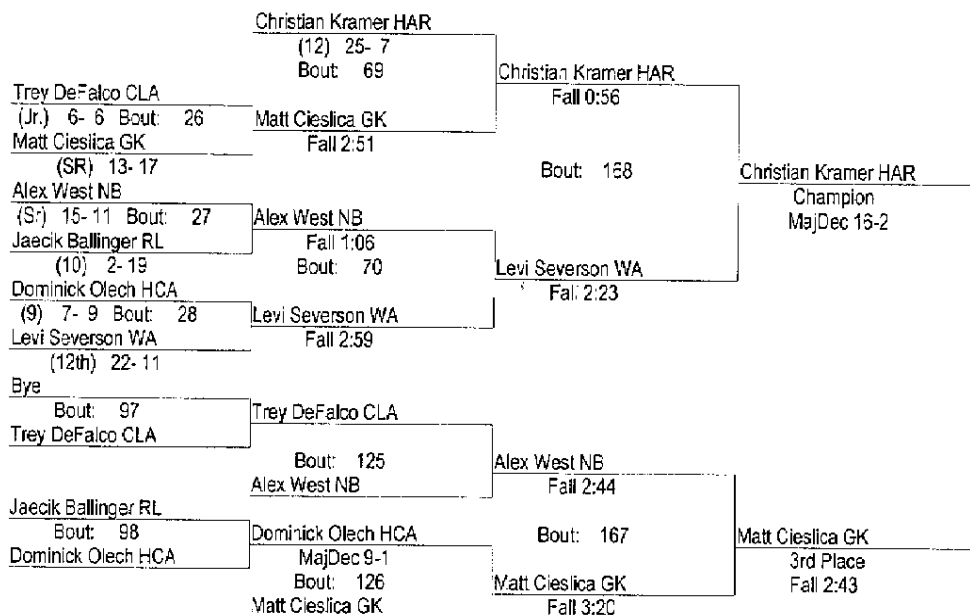 Christian Kramer HAR
(12) 25- 7
Bout: 69
Christian Kramer HAR
Fall 0:56
Trey DeFalco CLA
(Jr.) 6- 6 Bout: 26
Matt Cieslica GK
Fall 2:51
Matt Cieslica GK
(SR) 13- 17
Bout: 168
Christian Kramer HAR
Champion
MajDec 16-2
Alex West NB
(Sr) 15- 11 Bout: 27
Alex West NB
Fall 1:06
Jaecik Ballinger RL
(10) 2- 19
Bout: 70
Levi Severson WA
Fall 2:23
Dominick Olech HCA
(9) 7- 9 Bout: 28
Levi Severson WA
Fall 2:59
Levi Severson WA
(12th) 22- 11
Bye
Bout: 97
Trey DeFalco CLA
Trey DeFalco CLA
Bout: 125
Alex West NB
Fall 2:44
Alex West NB
Jaecik Ballinger RL
Bout: 98
Dominick Olech HCA
Dominick Olech HCA
MajDec 9-1
Bout: 167
Matt Cieslica GK
3rd Place
Fall 2:43
Bout: 126
Matt Cieslica GK
Matt Cieslica GK
Fall 3:20